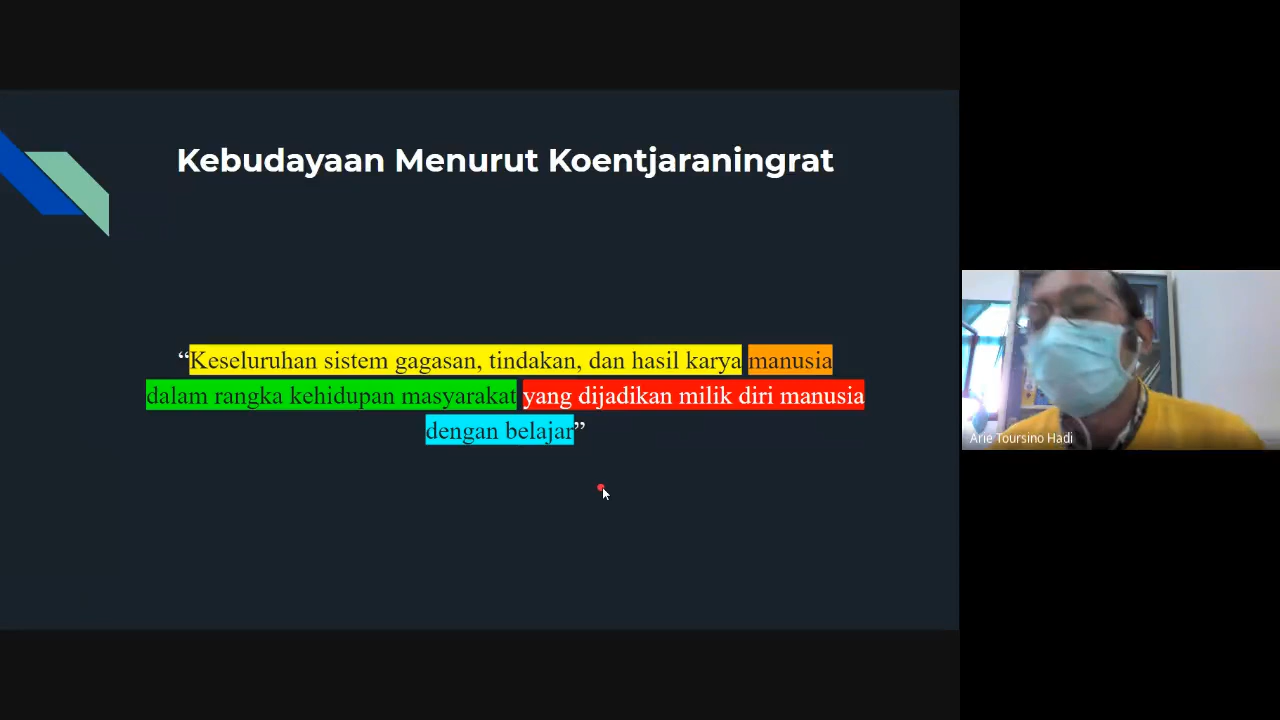 Kebudayaan Menurut Koentjaraningrat
“Keseluruhan sistem gagasan, tindakan, dan hasil karya manusia
dalam rangka kehidupan masyarakat yang dijadikan milik diri manusia
dengan belajar”
Arie Toursino Hadi